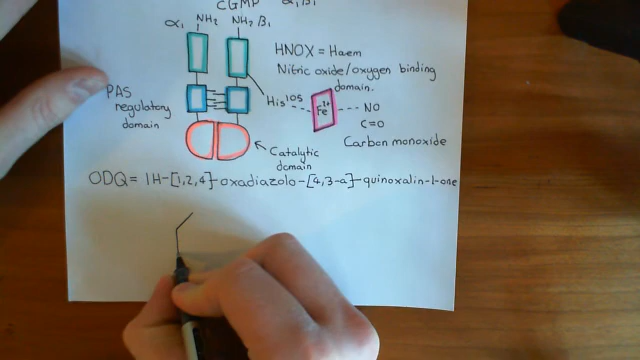 cGMP α₁β₁
α₁ NH₂ NH₂ β₁
HNOX = Haem
Nitric oxide/oxygen binding
domain.
PAS
regulatory
domain
His¹⁰⁵
Fe²⁺
NO
C=O
Carbon monoxide
Catalytic
domain
ODQ = 1H-[1,2,4]-oxadiazolo-[4,3-a]-quinoxalin-1-one